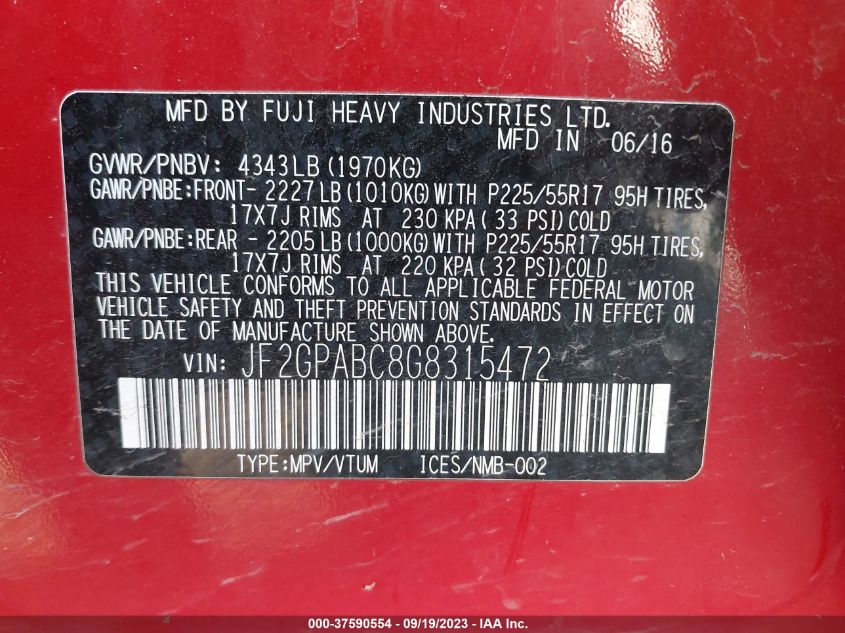 MFD BY FUJI HEAVY INDUSTRIES LTD.
MFD IN 06/16
GVWR/PNBV: 4343LB (1970KG)
GAWR/PNBE:FRONT- 2227LB (1010KG) WITH P225/55R17 95H TIRES,
17X7J RIMS AT 230 KPA( 33 PSI) COLD
GAWR/PNBE:REAR - 2205LB (1000KG) WITH P225/55R17 95H TIRES,
17X7J RIMS AT 220 KPA( 32 PSI) COLD
THIS VEHICLE CONFORMS TO ALL APPLICABLE FEDERAL MOTOR
VEHICLE SAFETY AND THEFT PREVENTION STANDARDS IN EFFECT ON
THE DATE OF MANUFACTURE SHOWN ABOVE.
VIN: JF2GPABC8G8315472
TYPE:MPV/VTUM ICES/NMB-002
000-37590554 - 09/19/2023 - Copyright © 2023 IAA, Inc.